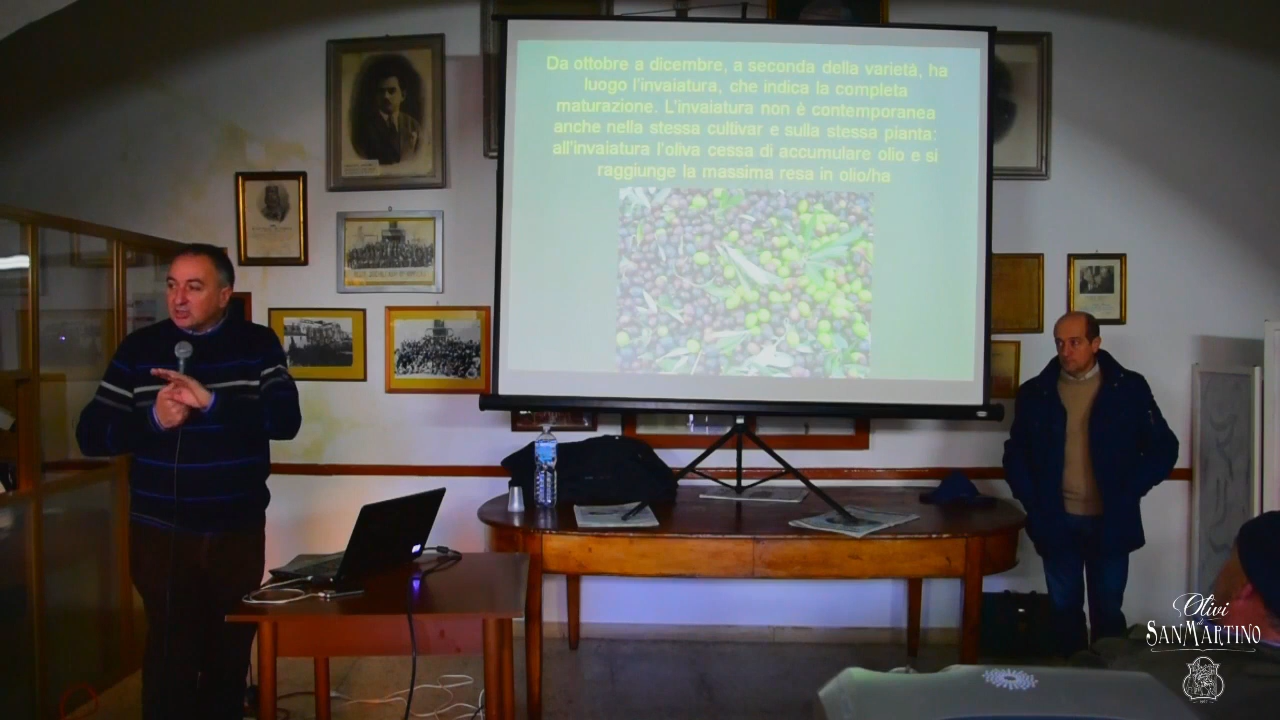 Da ottobre a dicembre, a seconda della varietá, ha
luogo l'invaiatura, che indica la completa
maturazione. L'invaiatura non è contemporanea
anche nella stessa cultivar e sulla stessa pianta:
all'invaiatura l'oliva cessa di accumulare olio e si
raggiunge la massima resa in olio/ha
Olivi
di
SANMARTINO